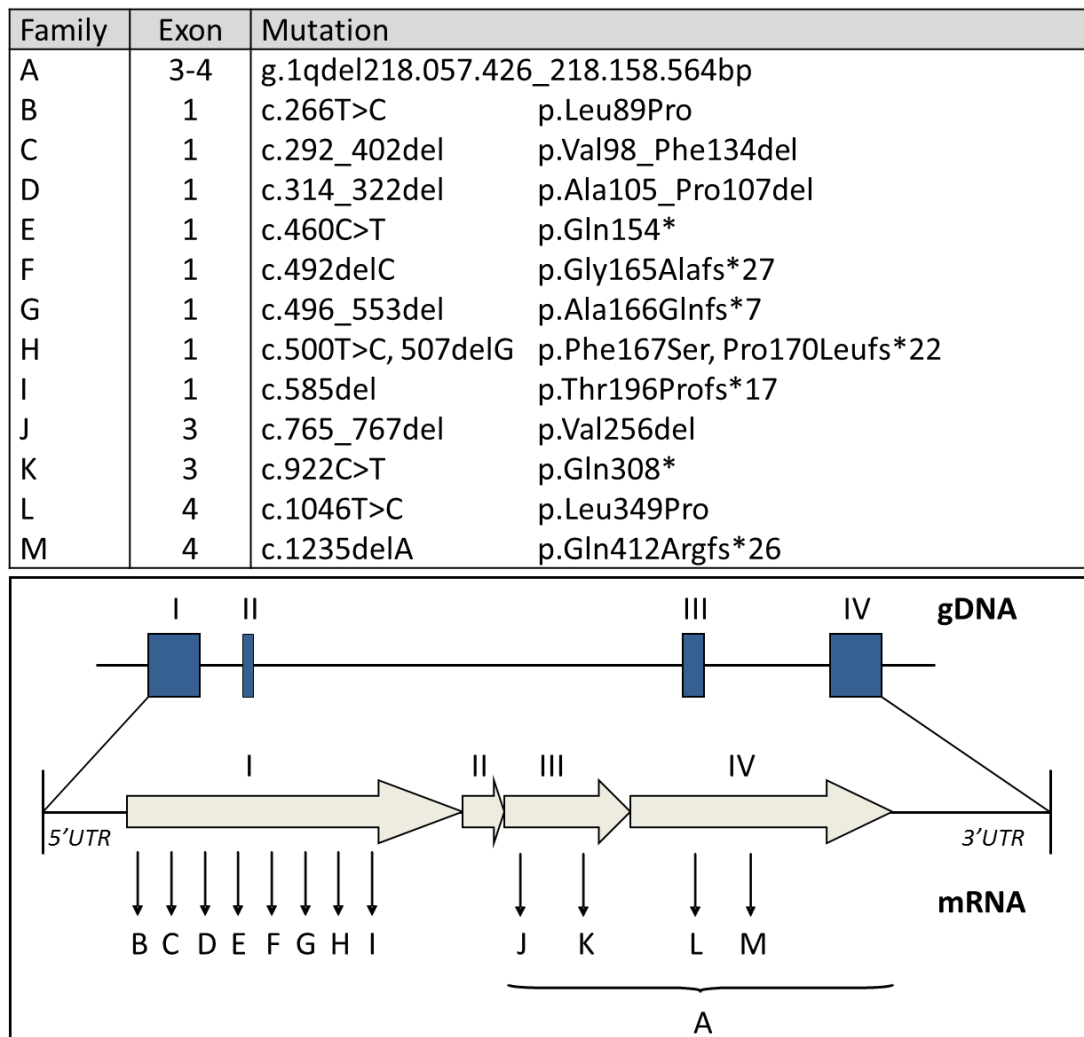 Family Exon Mutation
A 3-4 g.1qdel218.057.426_218.158.564bp
B 1 c.266T>C p.Leu89Pro
C 1 c.292_402del p.Val98_Phe134del
D 1 c.314_322del p.Ala105_Pro107del
E 1 c.460C>T p.Gln154*
F 1 c.492delC p.Gly165Alafs*27
G 1 c.496_553del p.Ala166Glnfs*7
H 1 c.500T>C, 507delG p.Phe167Ser, Pro170Leufs*22
I 1 c.585del p.Thr196Profs*17
J 3 c.765_767del p.Val256del
K 3 c.922C>T p.Gln308*
L 4 c.1046T>C p.Leu349Pro
M 4 c.1235delA p.Gln412Argfs*26
I II III IV gDNA
I II III IV
5'UTR 3'UTR
mRNA
B C D E F G H I J K L M
A